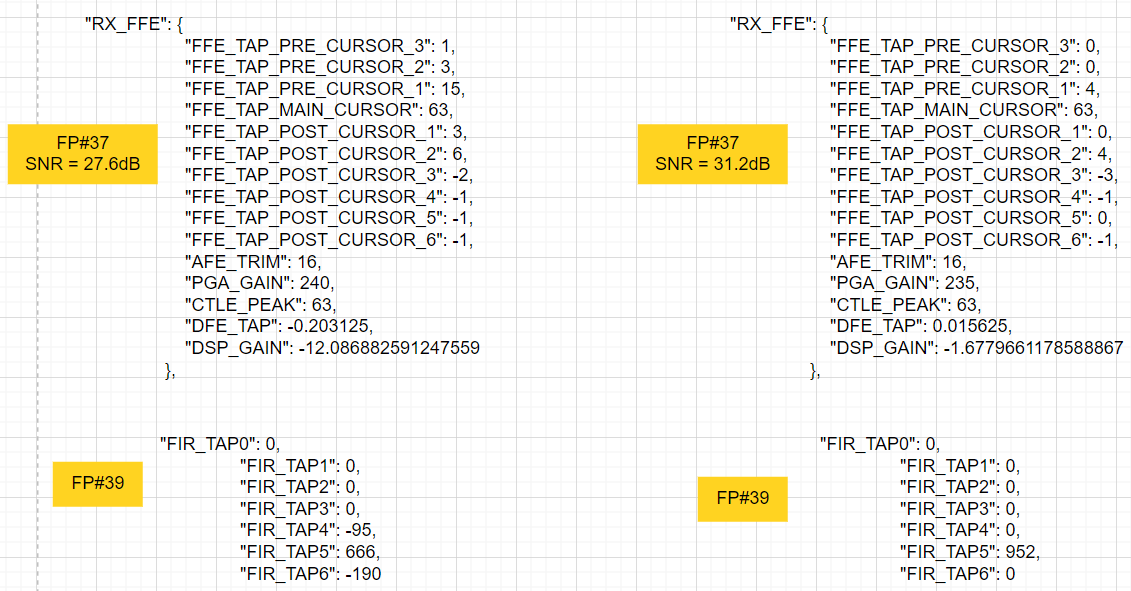 "RX_FFE": {
"FFE_TAP_PRE_CURSOR_3": 1,
"FFE_TAP_PRE_CURSOR_2": 3,
"FFE_TAP_PRE_CURSOR_1": 15,
"FFE_TAP_MAIN_CURSOR": 63,
"FFE_TAP_POST_CURSOR_1": 3,
"FFE_TAP_POST_CURSOR_2": 6,
"FFE_TAP_POST_CURSOR_3": -2,
"FFE_TAP_POST_CURSOR_4": -1,
"FFE_TAP_POST_CURSOR_5": -1,
"FFE_TAP_POST_CURSOR_6": -1,
"AFE_TRIM": 16,
"PGA_GAIN": 240,
"CTLE_PEAK": 63,
"DFE_TAP": -0.203125,
"DSP_GAIN": -12.086882591247559
},
FP#37
SNR = 27.6dB
"FIR_TAP0": 0,
"FIR_TAP1": 0,
"FIR_TAP2": 0,
"FIR_TAP3": 0,
"FIR_TAP4": -95,
"FIR_TAP5": 666,
"FIR_TAP6": -190
FP#39
"RX_FFE": {
"FFE_TAP_PRE_CURSOR_3": 0,
"FFE_TAP_PRE_CURSOR_2": 0,
"FFE_TAP_PRE_CURSOR_1": 4,
"FFE_TAP_MAIN_CURSOR": 63,
"FFE_TAP_POST_CURSOR_1": 0,
"FFE_TAP_POST_CURSOR_2": 4,
"FFE_TAP_POST_CURSOR_3": -3,
"FFE_TAP_POST_CURSOR_4": -1,
"FFE_TAP_POST_CURSOR_5": 0,
"FFE_TAP_POST_CURSOR_6": -1,
"AFE_TRIM": 16,
"PGA_GAIN": 235,
"CTLE_PEAK": 63,
"DFE_TAP": 0.015625,
"DSP_GAIN": -1.6779661178588867
},
FP#37
SNR = 31.2dB
"FIR_TAP0": 0,
"FIR_TAP1": 0,
"FIR_TAP2": 0,
"FIR_TAP3": 0,
"FIR_TAP4": 0,
"FIR_TAP5": 952,
"FIR_TAP6": 0
FP#39